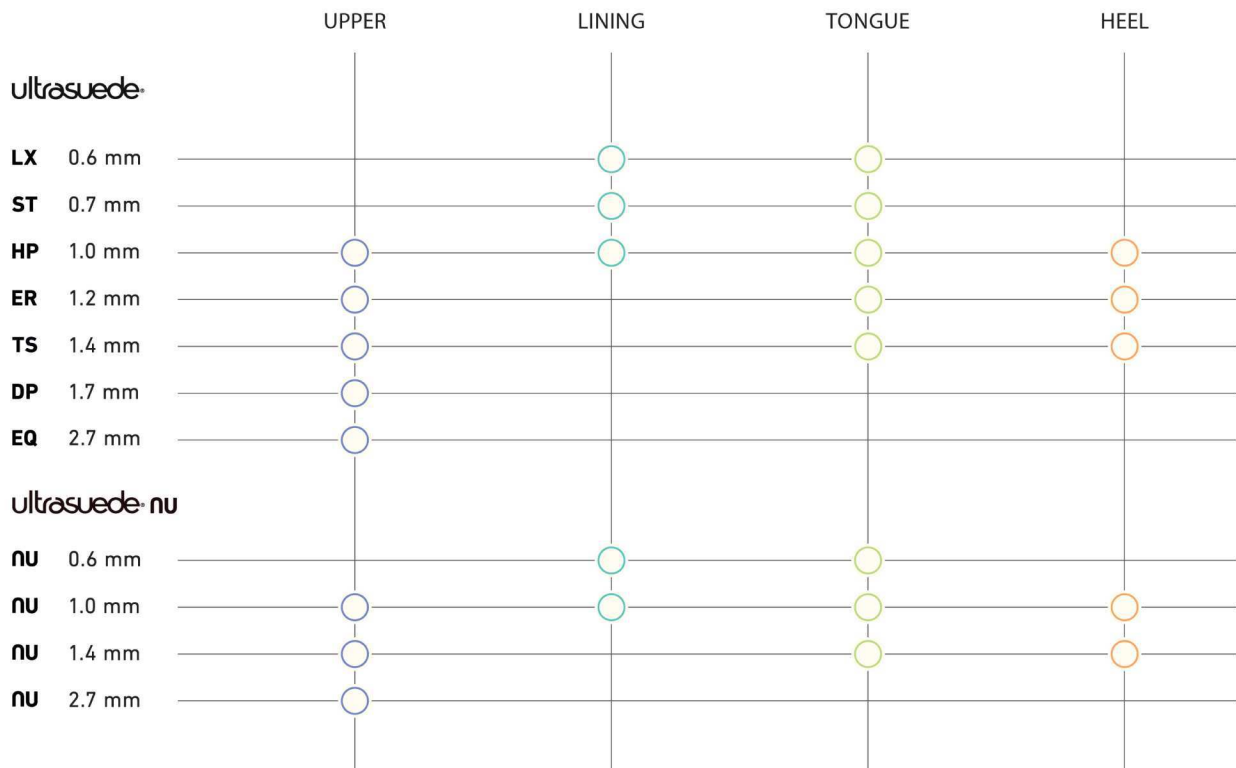 UPPER LINING TONGUE HEEL
ultrasuede®
LX 0.6 mm
ST 0.7 mm
HP 1.0 mm
ER 1.2 mm
TS 1.4 mm
DP 1.7 mm
EQ 2.7 mm
ultrasuede® nu
nu 0.6 mm
nu 1.0 mm
nu 1.4 mm
nu 2.7 mm